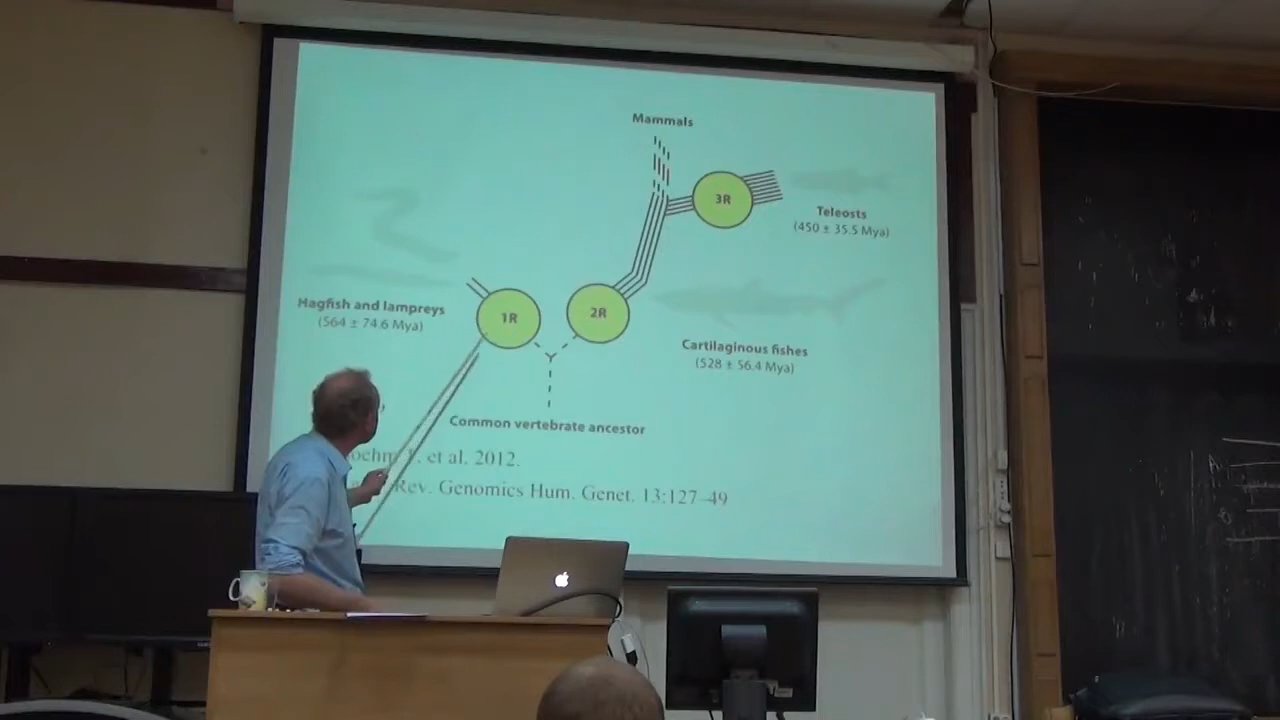 Mammals
3R
Teleosts
(450 ± 35.5 Mya)
Hagfish and lampreys
(564 ± 74.6 Mya)
1R
2R
Cartilaginous fishes
(528 ± 56.4 Mya)
Common vertebrate ancestor
et al. 2012.
Rev. Genomics Hum. Genet. 13:127–49